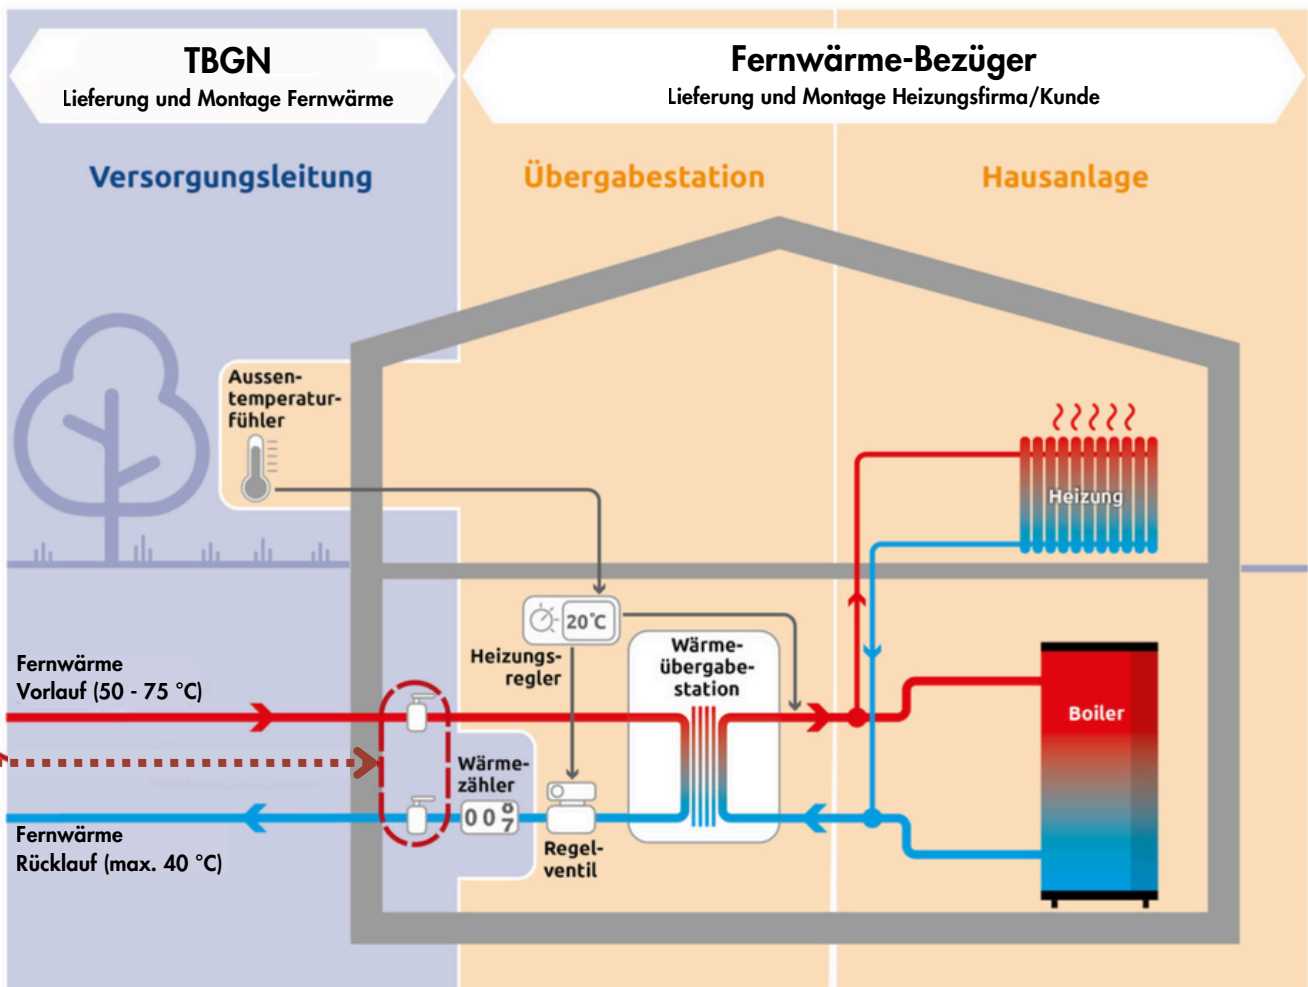 TBGN
Lieferung und Montage Fernwärme
Fernwärme-Bezüger
Lieferung und Montage Heizungsfirma/Kunde
Versorgungsleitung
Übergabestation
Hausanlage
Aussen-
temperatur-
fühler
Heizung
20°C
Heizungs-
regler
Wärme-
übergabe-
station
Fernwärme
Vorlauf (50 - 75 °C)
Boiler
Wärme-
zähler
00
7
Fernwärme
Rücklauf (max. 40 °C)
Regel-
ventil